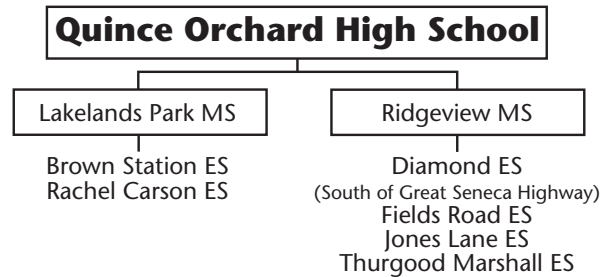 Quince Orchard High School
Lakelands Park MS
Brown Station ES
Rachel Carson ES
Ridgeview MS
Diamond ES
(South of Great Seneca Highway)
Fields Road ES
Jones Lane ES
Thurgood Marshall ES